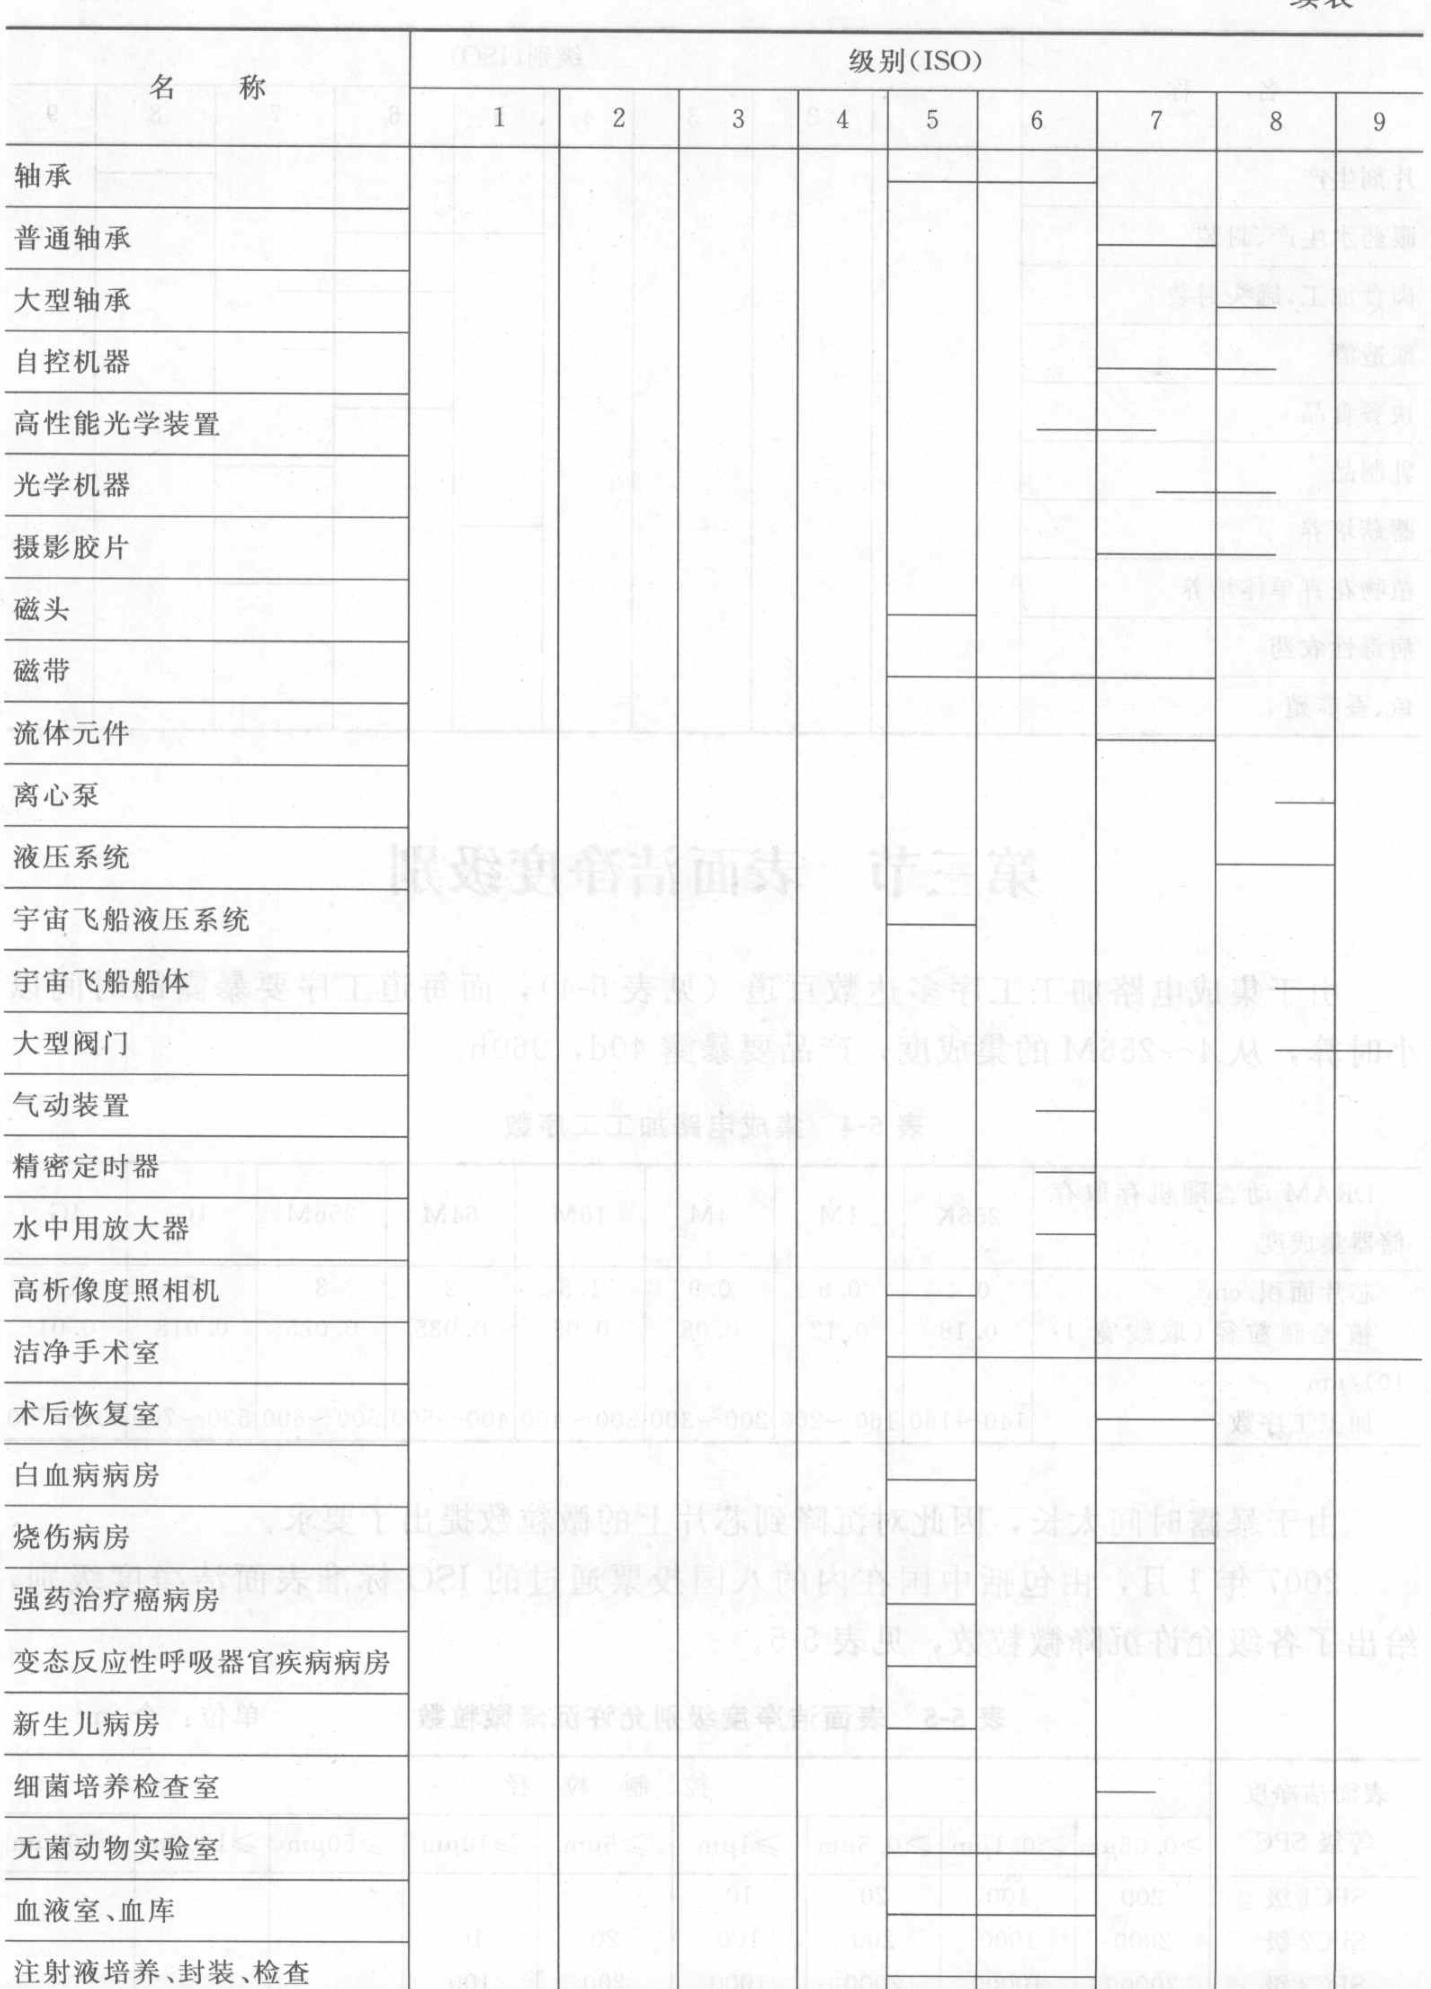 续表
名 称
级别(ISO)
1 2 3 4 5 6 7 8 9
轴承
普通轴承
大型轴承
自控机器
高性能光学装置
光学机器
摄影胶片
磁头
磁带
流体元件
离心泵
液压系统
宇宙飞船液压系统
宇宙飞船船体
大型阀门
气动装置
精密定时器
水中用放大器
高析像度照相机
洁净手术室
术后恢复室
白血病病房
烧伤病房
强药治疗癌病房
变态反应性呼吸器官疾病病房
新生儿病房
细菌培养检查室
无菌动物实验室
血液室、血库
注射液培养、封装、检查